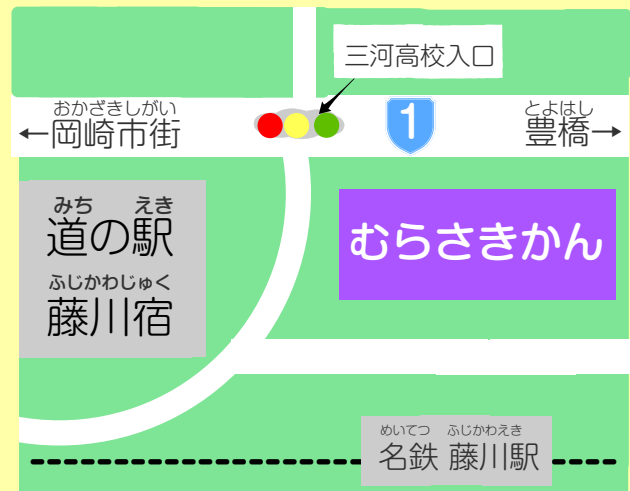 三河高校入口
おかざきしがい
←岡崎市街
1
とよはし
豊橋→
みち えき
道の駅
ふじかわじゅく
藤川宿
むらさきかん
めいてつ ふじかわえき
名鉄 藤川駅